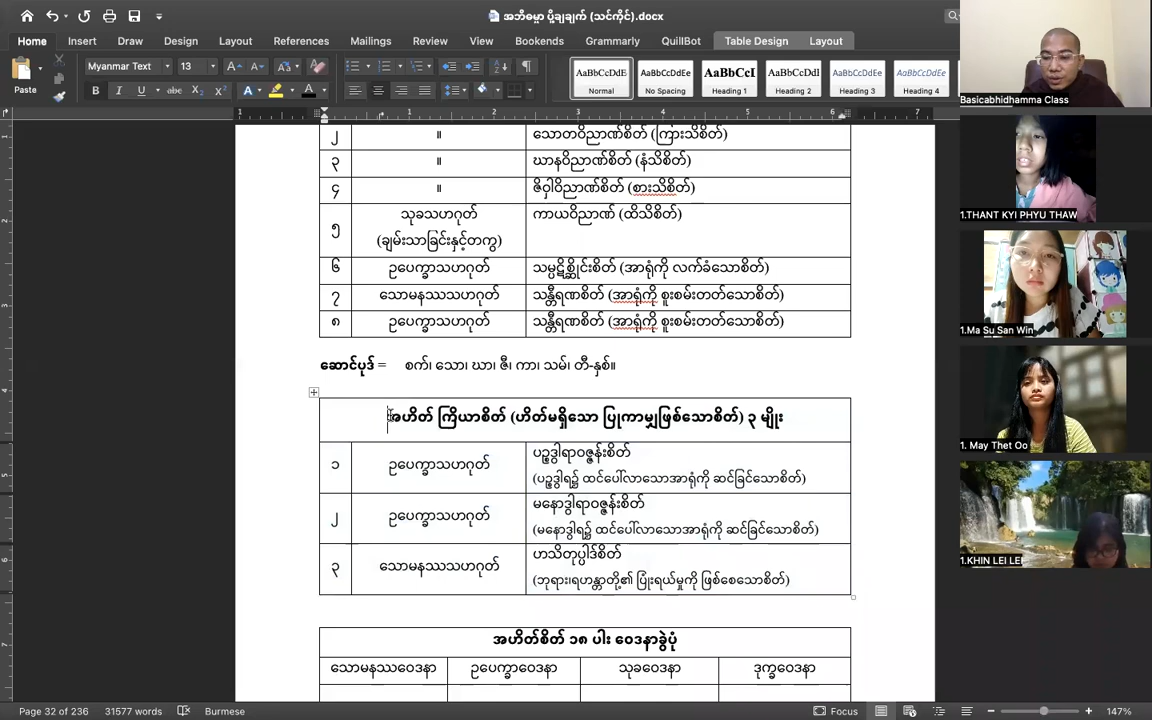 အဘိဓမ္မာ ပို့ချချက် (သင်ကိုင်).docx
Home Insert Draw Design Layout References Mailings Review View Bookends Grammarly QuillBot Table Design Layout
Paste
Myanmar Text 13
AaBbCcDdE AaBbCcDdEe AaBbCcI AaBbCcDdI AaBbCcDdEe AaBbCcDdEe
Normal No Spacing Heading 1 Heading 2 Heading 3 Heading 4
Basicabhidhamma Class
၂ ။ သောတဝိညာဏ်စိတ် (ကြားသိစိတ်)
၃ ။ ဃာနဝိညာဏ်စိတ် (နံသိစိတ်)
၄ ။ ဇိဝှါဝိညာဏ်စိတ် (စားသိစိတ်)
၅ သုခသဟဂုတ် (ချမ်းသာခြင်းနှင့်တကွ) ကာယဝိညာဏ် (ထိသိစိတ်)
၆ ဥပေက္ခာသဟဂုတ် သမ္ပဋိစ္ဆိုင်းစိတ် (အာရုံကို လက်ခံသောစိတ်)
၇ သောမနဿသဟဂုတ် သန္တီရဏစိတ် (အာရုံကို စူးစမ်းတတ်သောစိတ်)
၈ ဥပေက္ခာသဟဂုတ် သန္တီရဏစိတ် (အာရုံကို စူးစမ်းတတ်သောစိတ်)
ဆောင်ပုဒ် = စက်၊ သော၊ ဃာ၊ ဇီ၊ ကာ၊ သမ်၊ တီ-နှစ်။
အဟိတ် ကြိယာစိတ် (ဟိတ်မရှိသော ပြုကာမျှဖြစ်သောစိတ်) ၃ မျိုး
၁ ဥပေက္ခာသဟဂုတ် ပဉ္စဒွါရာဝဇ္ဇန်းစိတ်
(ပဉ္စဒွါရ၌ ထင်ပေါ်လာသောအာရုံကို ဆင်ခြင်သောစိတ်)
၂ ဥပေက္ခာသဟဂုတ် မနောဒွါရာဝဇ္ဇန်းစိတ်
(မနောဒွါရ၌ ထင်ပေါ်လာသောအာရုံကို ဆင်ခြင်သောစိတ်)
၃ သောမနဿသဟဂုတ် ဟသိတုပ္ပါဒ်စိတ်
(ဘုရား၊ရဟန္တာတို့၏ ပြုံးရယ်မှုကို ဖြစ်စေသောစိတ်)
အဟိတ်စိတ် ၁၈ ပါး ဝေဒနာခွဲပုံ
သောမနဿဝေဒနာ ဥပေက္ခာဝေဒနာ သုခဝေဒနာ ဒုက္ခဝေဒနာ
1.THANT KYI PHYU THAW
1.Ma Su San Win
1. May Thet Oo
1.KHIN LEI LEI
Page 32 of 236 31577 words Burmese Focus 147%